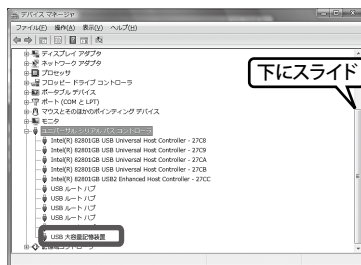 デバイス マネージャ
ファイル(F) 操作(A) 表示(V) ヘルプ(H)
下にスライド
ディスプレイ アダプタ
ネットワーク アダプタ
プロセッサ
フロッピー ドライブ コントローラ
ポータブル デバイス
ポート (COM と LPT)
マウスとそのほかのポインティング デバイス
モニタ
ユニバーサル シリアル バス コントローラ
Intel(R) 82801GB USB Universal Host Controller - 27C8
Intel(R) 82801GB USB Universal Host Controller - 27C9
Intel(R) 82801GB USB Universal Host Controller - 27CA
Intel(R) 82801GB USB Universal Host Controller - 27CB
Intel(R) 82801GB USB2 Enhanced Host Controller - 27CC
USB ルート ハブ
USB ルート ハブ
USB ルート ハブ
USB ルート ハブ
USB 大容量記憶装置
記憶域コントローラ